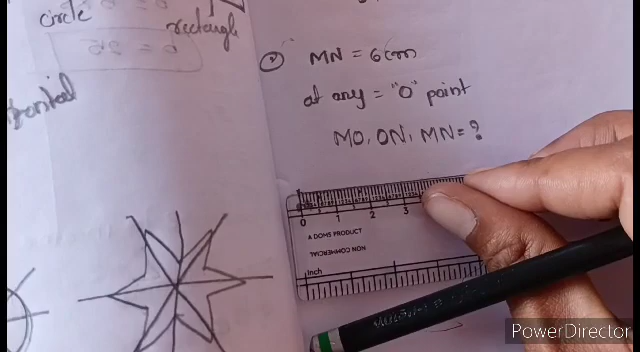 circle
rectangle
MN = 6cm
at any = "O" point
MO, ON, MN = ?
0 1 2 3
A DOMS PRODUCT
NON COMMERCIAL
Inch
PowerDirector